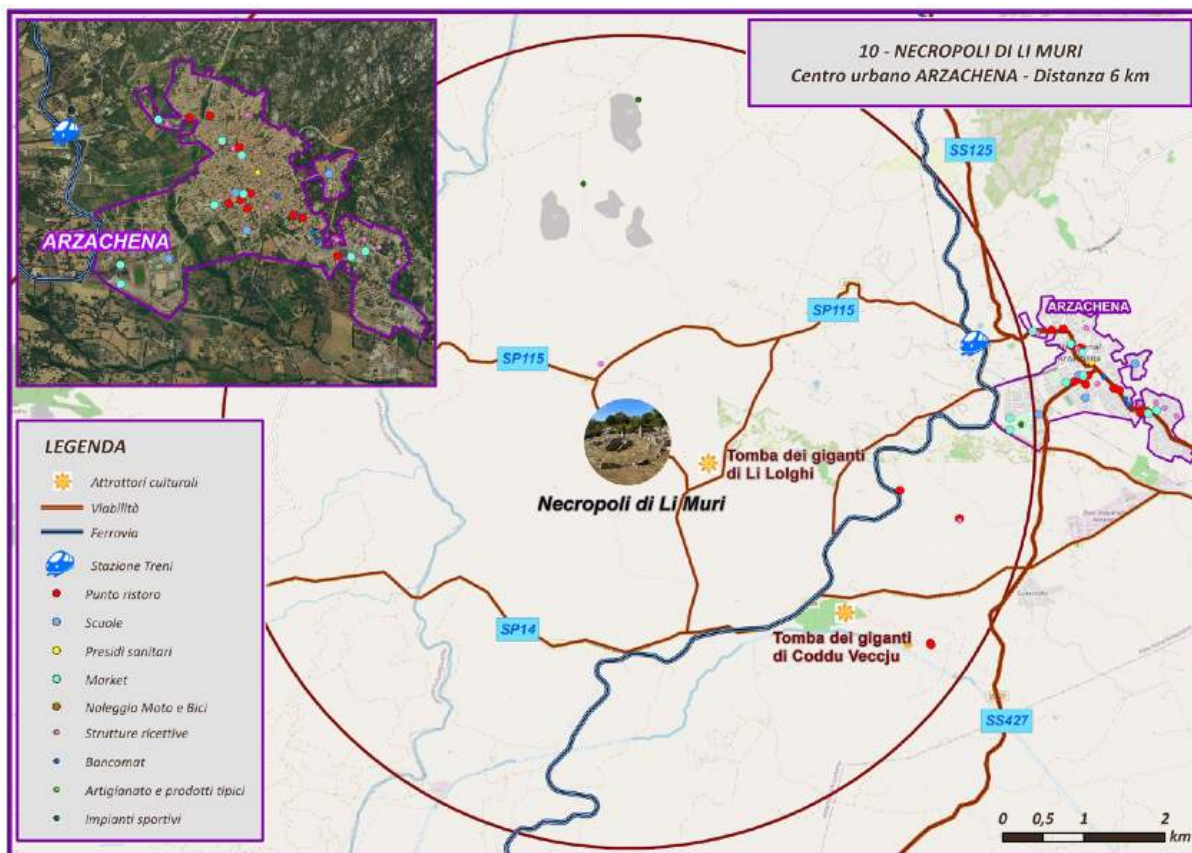 10 - NECROPOLI DI LI MURI
Centro urbano ARZACHENA - Distanza 6 km
ARZACHENA
SS125
SP115
SP115
ARZACHENA
Necropoli di Li Muri
Tomba dei giganti
di Li Lolghi
SP14
Tomba dei giganti
di Coddu Veccju
SS427
LEGENDA
Attrattori culturali
Viabilità
Ferrovia
Stazione Treni
Punto ristoro
Scuole
Presidi sanitari
Market
Noleggio Moto e Bici
Strutture ricettive
Bancomat
Artigianato e prodotti tipici
Impianti sportivi
0 0,5 1 2
km